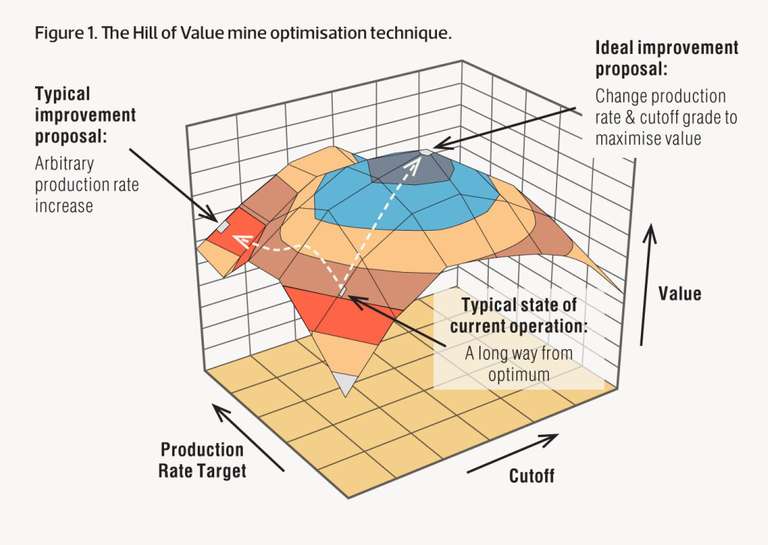 Figure 1. The Hill of Value mine optimisation technique.
Ideal improvement
proposal:
Change production
rate & cutoff grade to
maximise value
Typical
improvement
proposal:
Arbitrary
production rate
increase
Value
Typical state of
current operation:
A long way from
optimum
Production
Rate Target
Cutoff